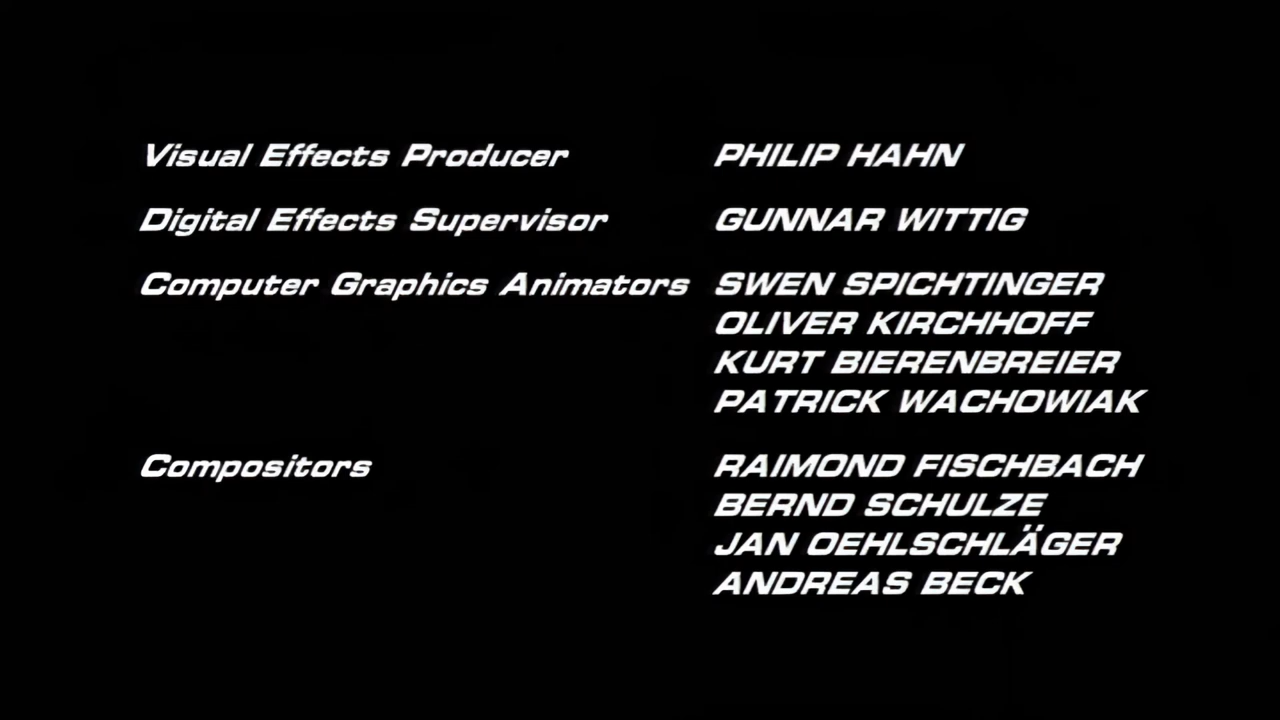 Visual Effects Producer PHILIP HAHN
Digital Effects Supervisor GUNNAR WITTIG
Computer Graphics Animators SWEN SPICHTINGER
OLIVER KIRCHHOFF
KURT BIERENBREIER
PATRICK WACHOWIAK
Compositors RAIMOND FISCHBACH
BERND SCHULZE
JAN OEHLSCHLÄGER
ANDREAS BECK